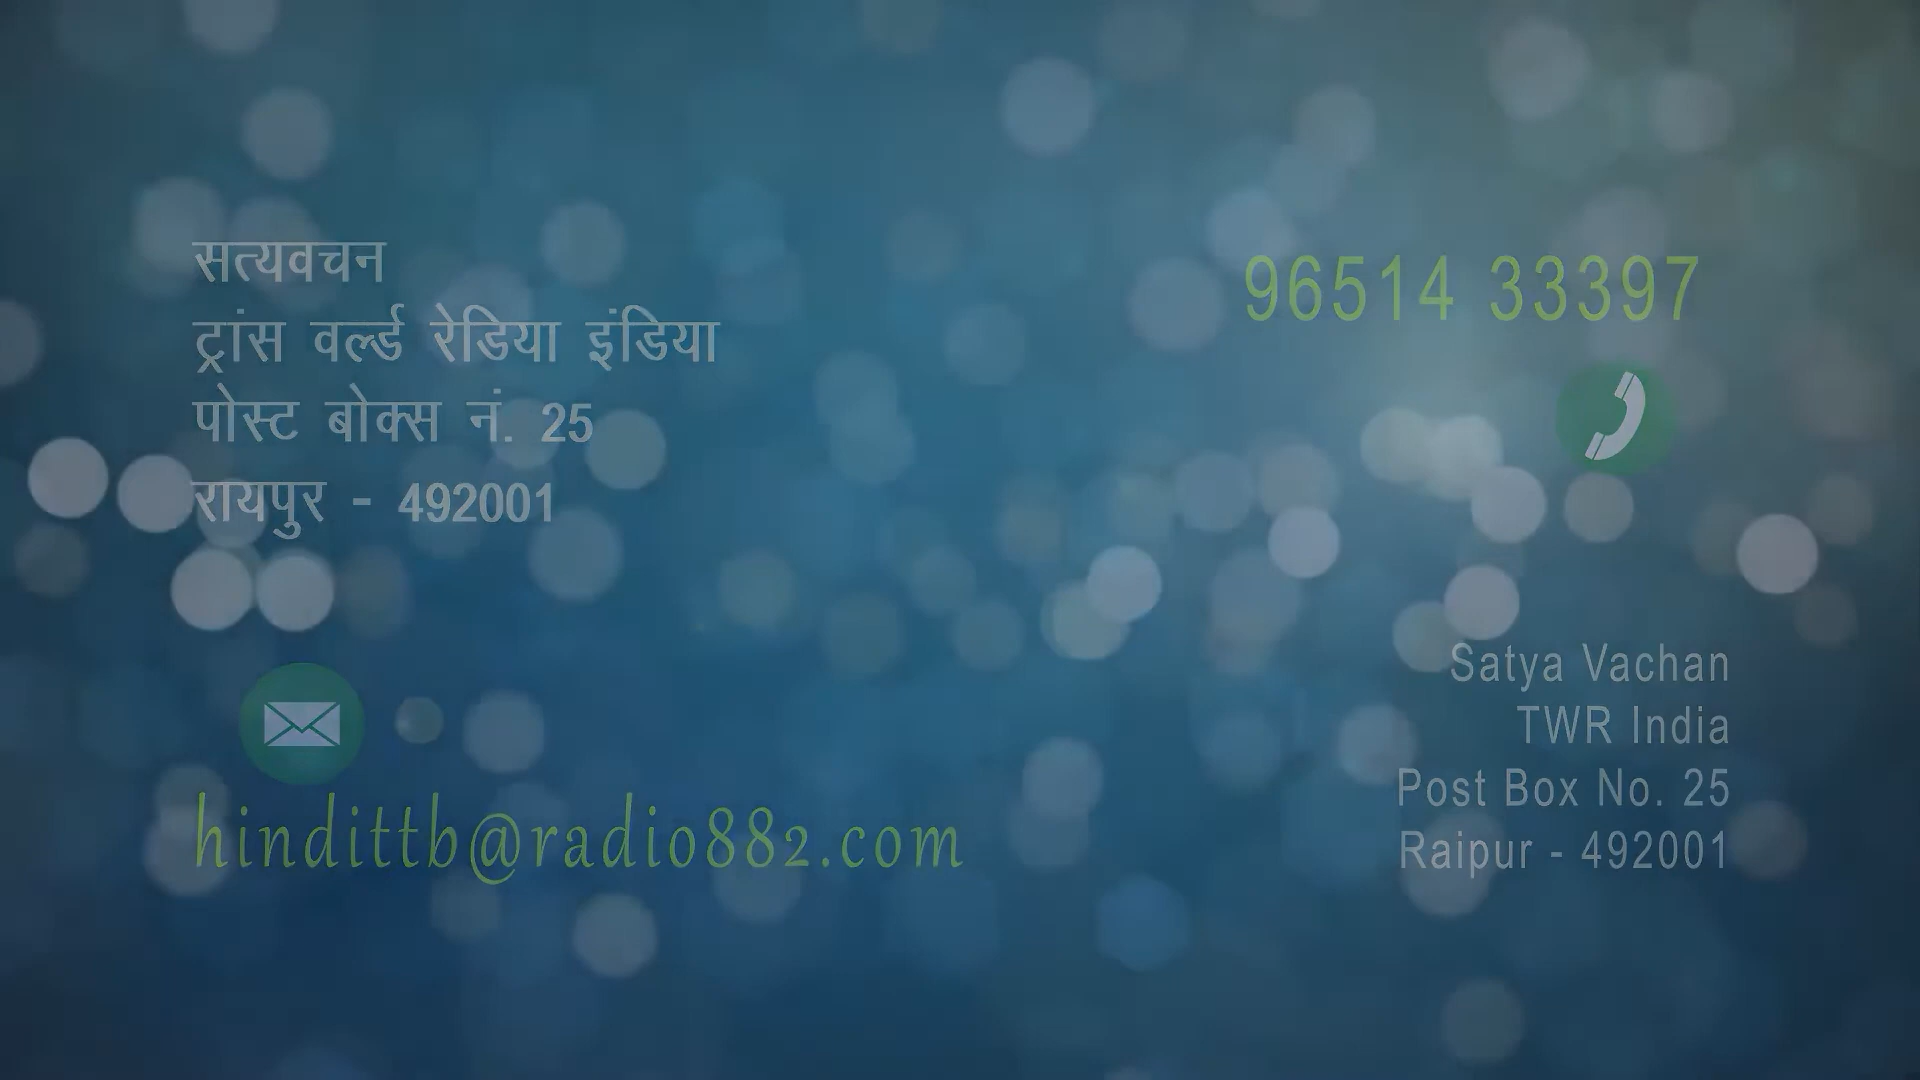 सत्यवचन
ट्रांस वर्ल्ड रेडिया इंडिया
पोस्ट बोक्स नं. 25
रायपुर - 492001
hindittb@radio882.com
96514 33397
Satya Vachan
TWR India
Post Box No. 25
Raipur - 492001